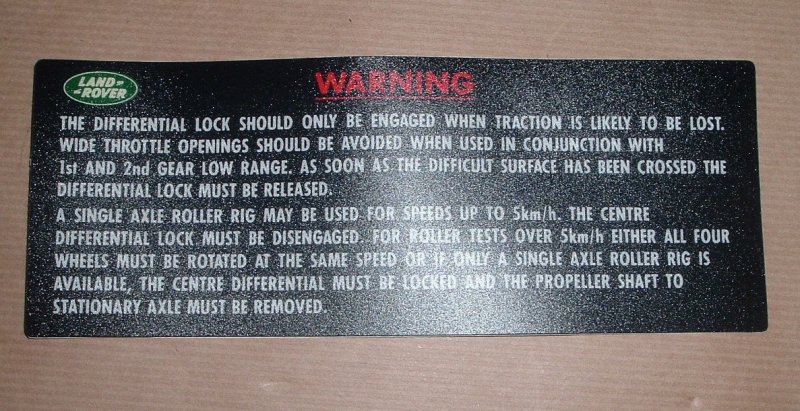 LAND-
-ROVER
WARNING
THE DIFFERENTIAL LOCK SHOULD ONLY BE ENGAGED WHEN TRACTION IS LIKELY TO BE LOST.
WIDE THROTTLE OPENINGS SHOULD BE AVOIDED WHEN USED IN CONJUNCTION WITH
1st AND 2nd GEAR LOW RANGE. AS SOON AS THE DIFFICULT SURFACE HAS BEEN CROSSED THE
DIFFERENTIAL LOCK MUST BE RELEASED.
A SINGLE AXLE ROLLER RIG MAY BE USED FOR SPEEDS UP TO 5km/h. THE CENTRE
DIFFERENTIAL LOCK MUST BE DISENGAGED. FOR ROLLER TESTS OVER 5km/h EITHER ALL FOUR
WHEELS MUST BE ROTATED AT THE SAME SPEED OR IF ONLY A SINGLE AXLE ROLLER RIG IS
AVAILABLE, THE CENTRE DIFFERENTIAL MUST BE LOCKED AND THE PROPELLER SHAFT TO
STATIONARY AXLE MUST BE REMOVED.